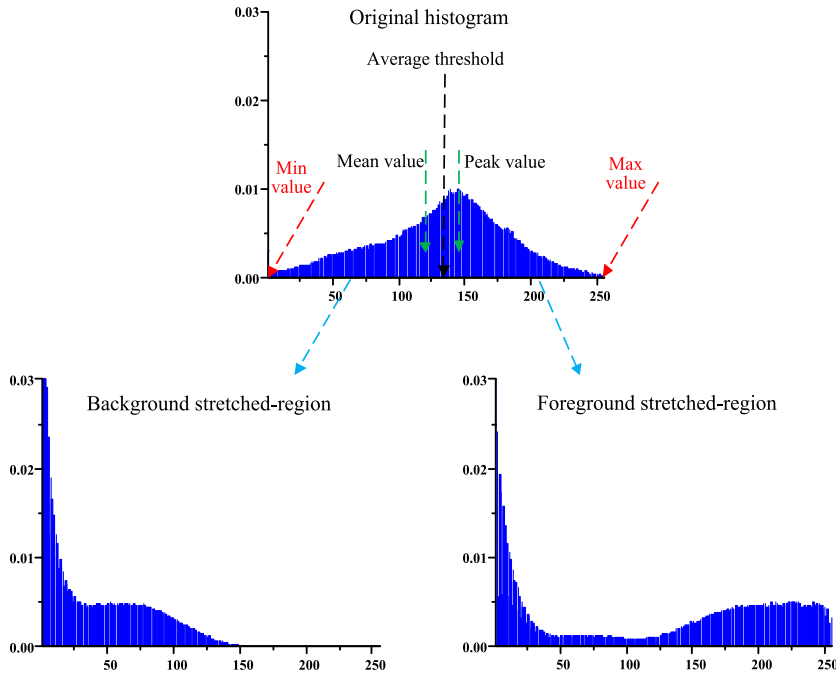 Original histogram
0.03
Average threshold
0.02
Mean value
Peak value
Min
value
Max
value
0.01
0.00
50
100
150
200
250
0.03
Background stretched-region
0.02
0.01
0.00
50
100
150
200
250
0.03
Foreground stretched-region
0.02
0.01
0.00
50
100
150
200
250